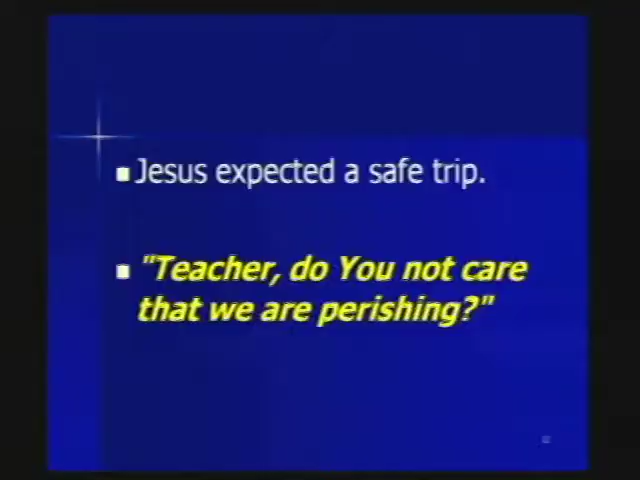 Jesus expected a safe trip.
"Teacher, do You not care
that we are perishing?"